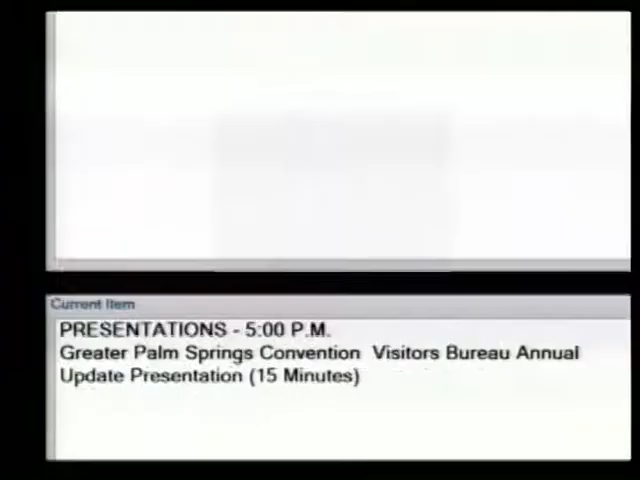 Current Item
PRESENTATIONS - 5:00 P.M.
Greater Palm Springs Convention  Visitors Bureau Annual
Update Presentation (15 Minutes)